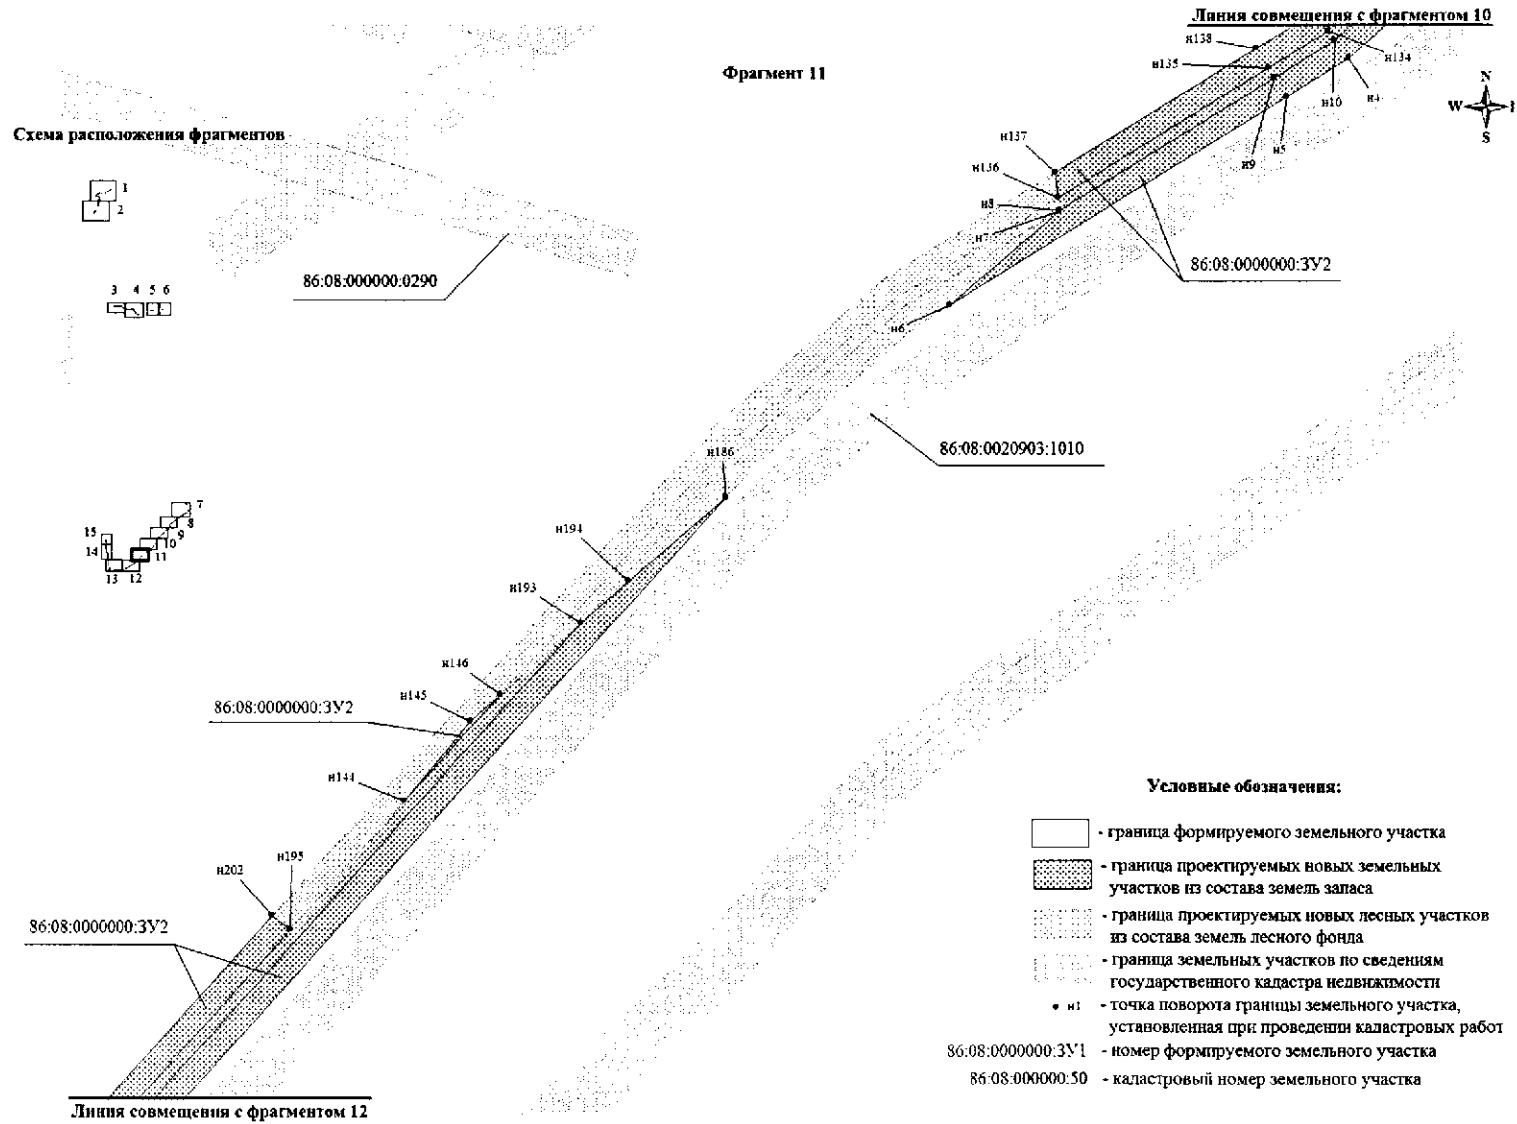 Линия совмещения с фрагментом 10
Фрагмент 11
Схема расположения фрагментов
н138
н135
н134
н10
н4
н5
н9
N
W
S
н137
н136
н8
н7
н6
86:08:0000000:ЗУ2
86:08:000000:0290
1
2
3
4
5
6
7
8
9
10
11
12
13
14
15
86:08:0020903:1010
н186
н194
н193
н146
н145
86:08:0000000:ЗУ2
н144
н195
н202
86:08:0000000:ЗУ2
Линия совмещения с фрагментом 12
Условные обозначения:
- граница формируемого земельного участка
- граница проектируемых новых земельных
участков из состава земель запаса
- граница проектируемых новых лесных участков
из состава земель лесного фонда
- граница земельных участков по сведениям
государственного кадастра недвижимости
• н1 - точка поворота границы земельного участка,
установленная при проведении кадастровых работ
86:08:0000000:ЗУ1 - номер формируемого земельного участка
86:08:000000:50 - кадастровый номер земельного участка